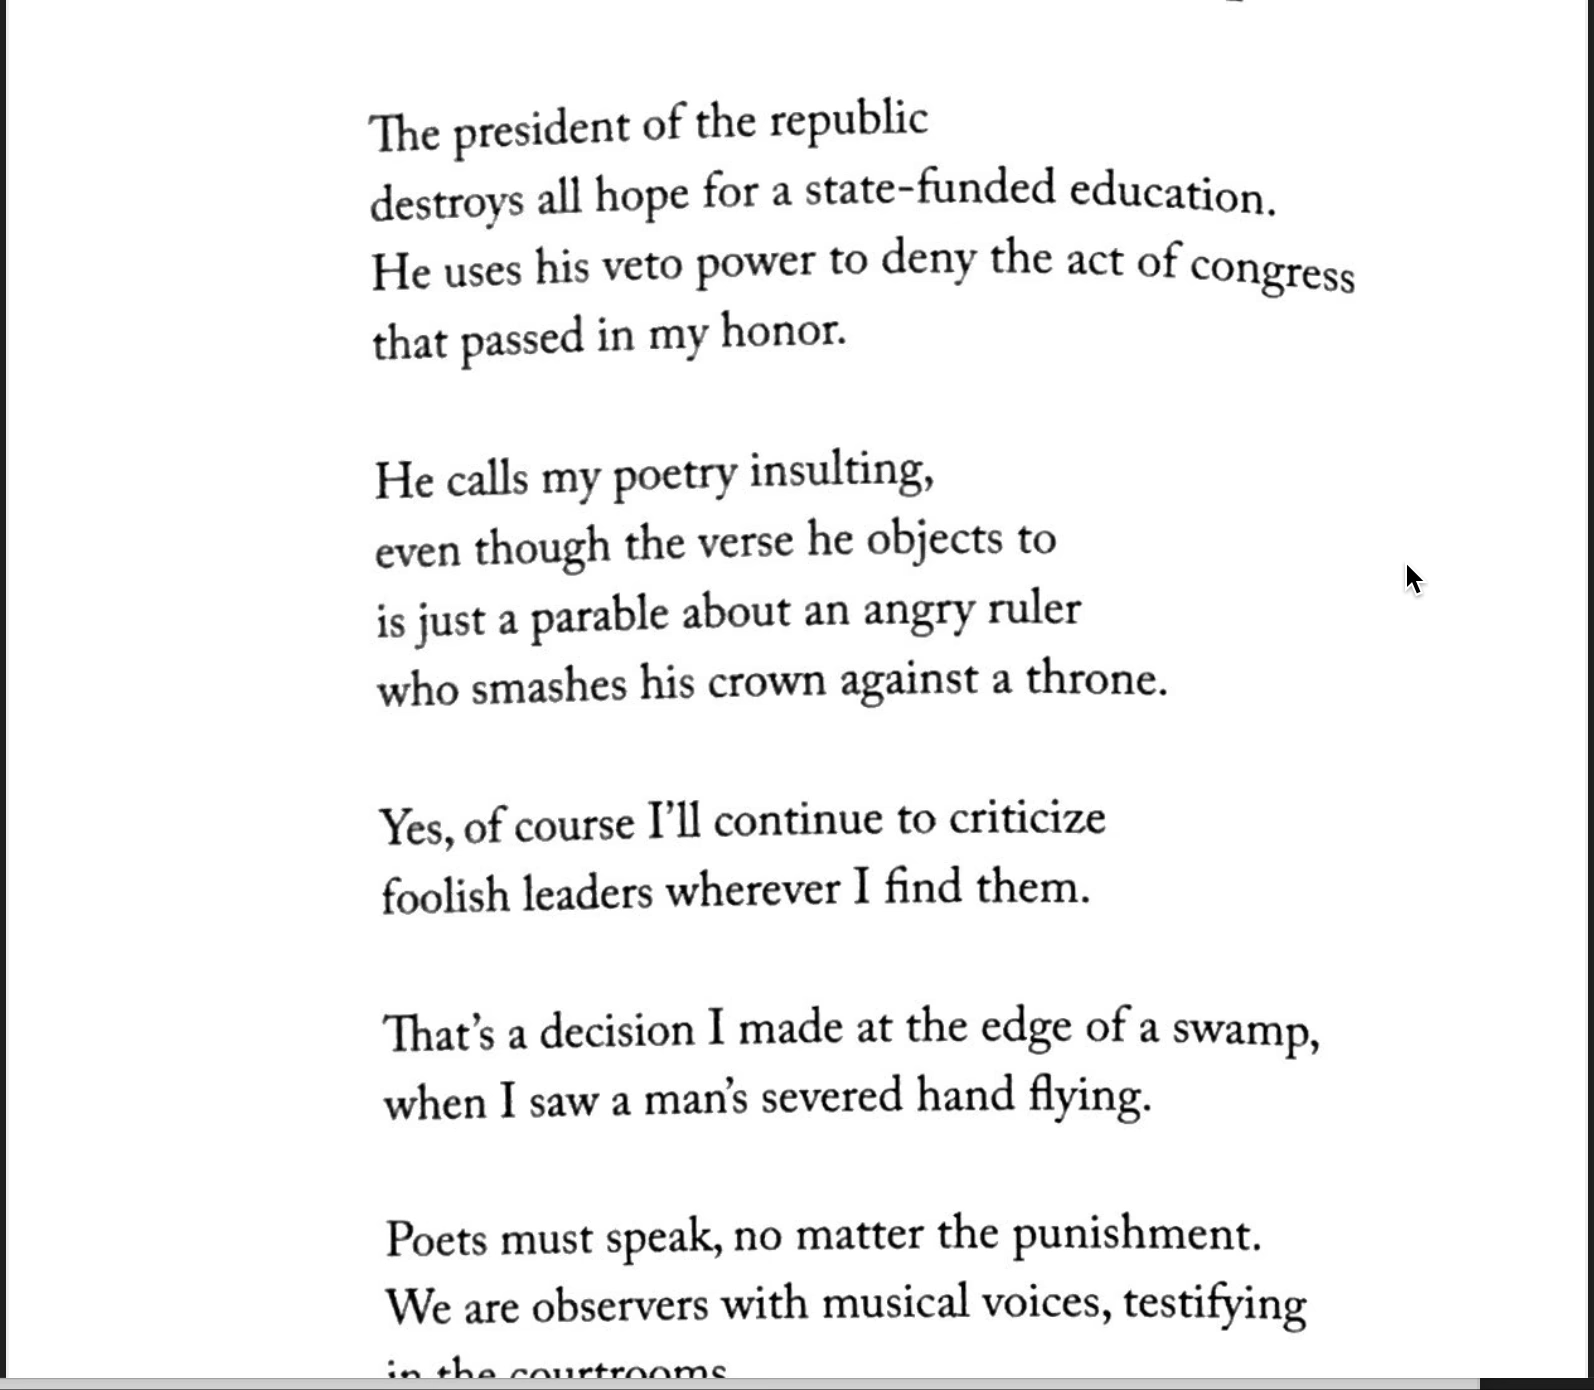 The president of the republic
destroys all hope for a state-funded education.
He uses his veto power to deny the act of congress
that passed in my honor.
He calls my poetry insulting,
even though the verse he objects to
is just a parable about an angry ruler
who smashes his crown against a throne.
Yes, of course I’ll continue to criticize
foolish leaders wherever I find them.
That’s a decision I made at the edge of a swamp,
when I saw a man’s severed hand flying.
Poets must speak, no matter the punishment.
We are observers with musical voices, testifying
in the courtrooms